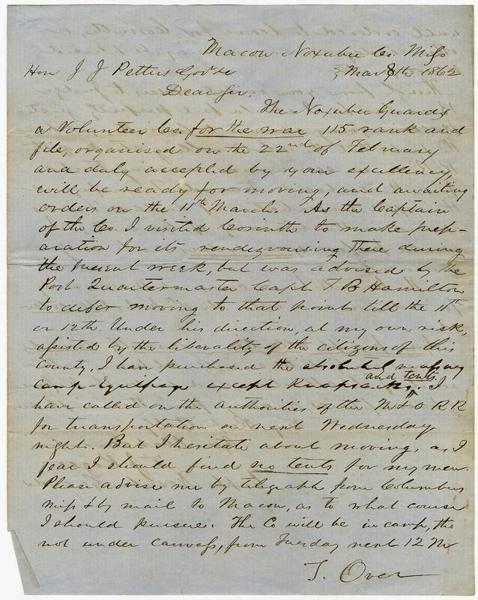 Macon Noxubee Co. Miss
Mar 8th 1862
Hon J J Pettus Gov &c
Dear Sir
The Noxubee Guards
a Volunteer Co. for the war 115 rank and
file, organised on the 22nd of February
and duly accepted by your excellency
will be ready for moving and awaiting
orders on the 11th March. As the Captain
of the Co. I visited Corinth to make prep-
aration for its rendezvousing there during
the present week, but was advised by the
Post Quartermaster Capt T B Hamilton
to defer moving to that point till the 11th
or 12th. Under his direction, at my own risk,
assisted by the liberality of the citizens of this
county, I have purchased the absolutely necessary
and tents
camp equipage except Knapsacks. I
have called on the authorities of the M & O R R
for transportation on next Wednesday
night. But I hesitate about moving, as I
fear I should find no tents for my men.
Please advise me by telegraph from Columbus
Miss & by mail to Macon, as to what course
I should pursue. The Co will be in camp, tho
not under canvass, from Tuesday next 12 M
T. Over